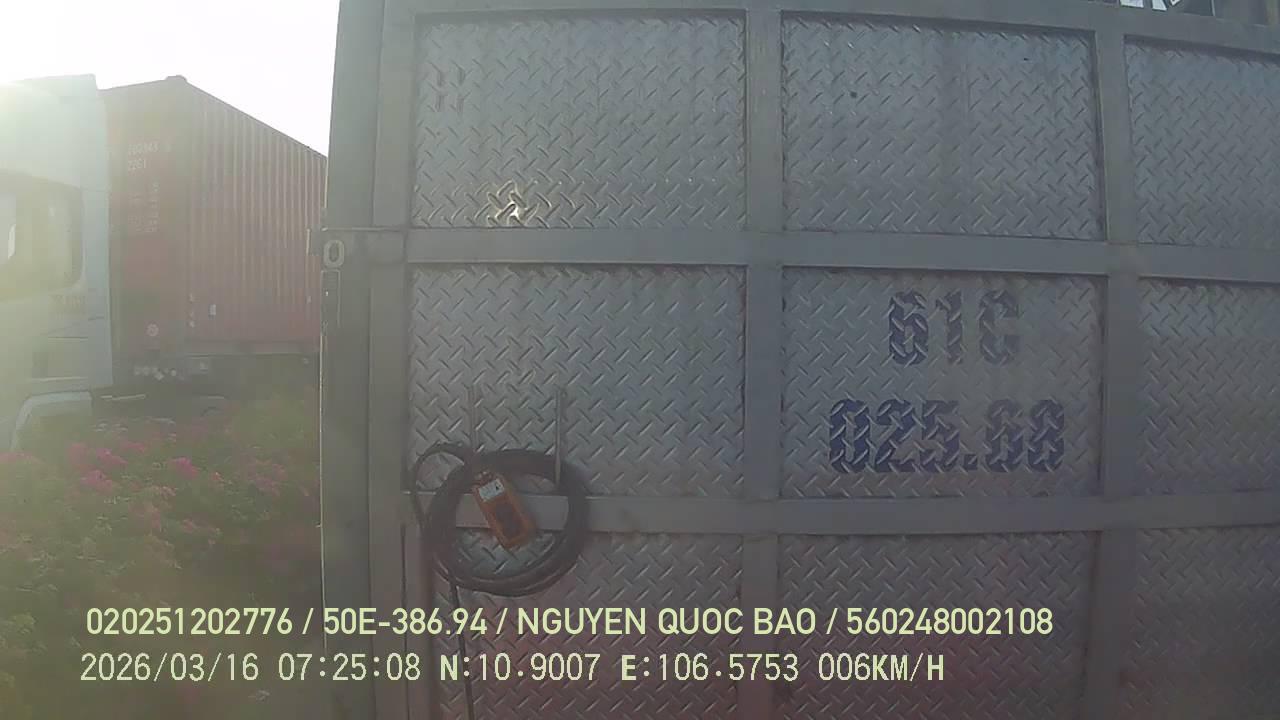 61C
025.68
020251202776 / 50E-386.94 / NGUYEN QUOC BAO / 560248002108
2026/03/16 07:25:08 N:10.9007 E:106.5753 006KM/H